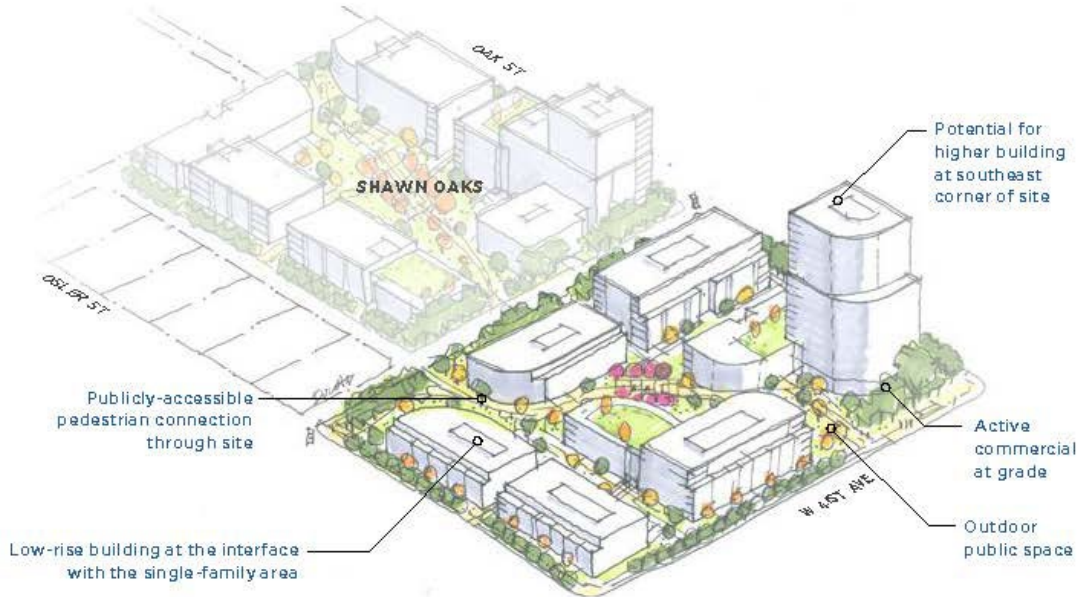 OAK ST
Potential for
higher building
at southeast
corner of site
SHAWN OAKS
OSLER ST
Publicly-accessible
pedestrian connection
through site
Active
commercial
at grade
W 41ST AVE
Low-rise building at the interface
with the single-family area
Outdoor
public space